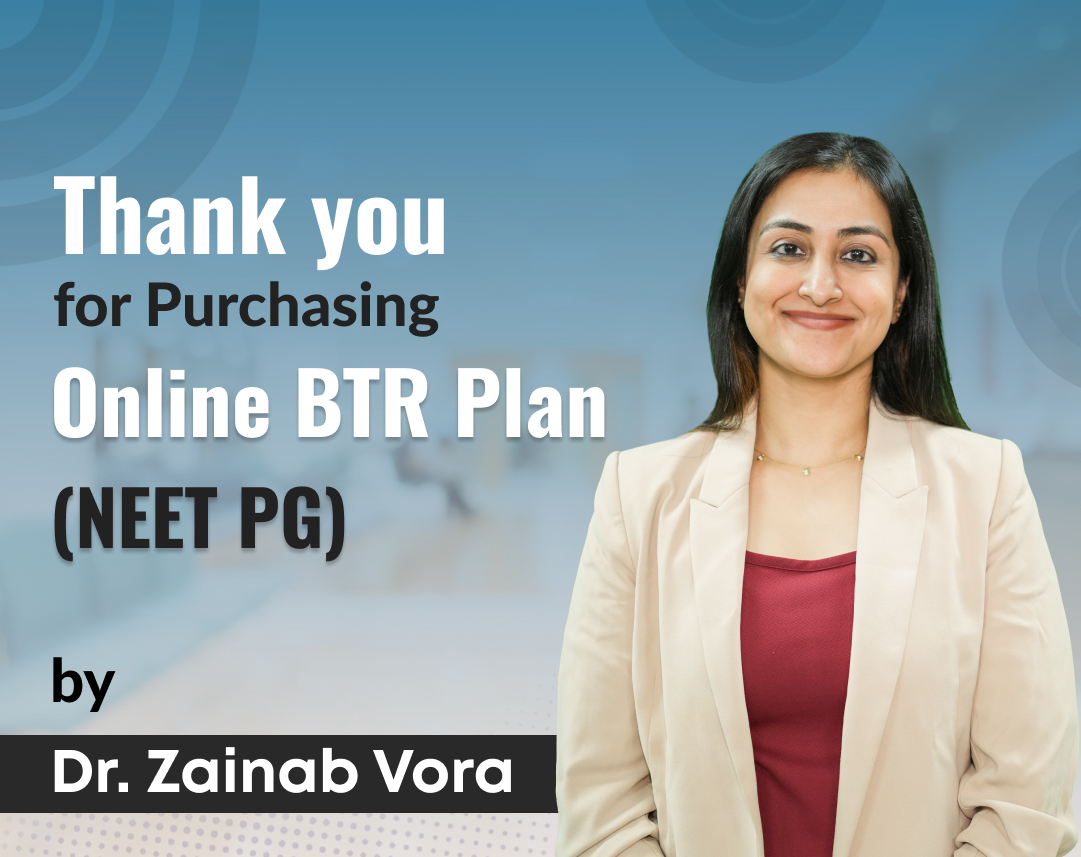 Thank you
for Purchasing
Online BTR Plan
(NEET PG)
by
Dr. Zainab Vora